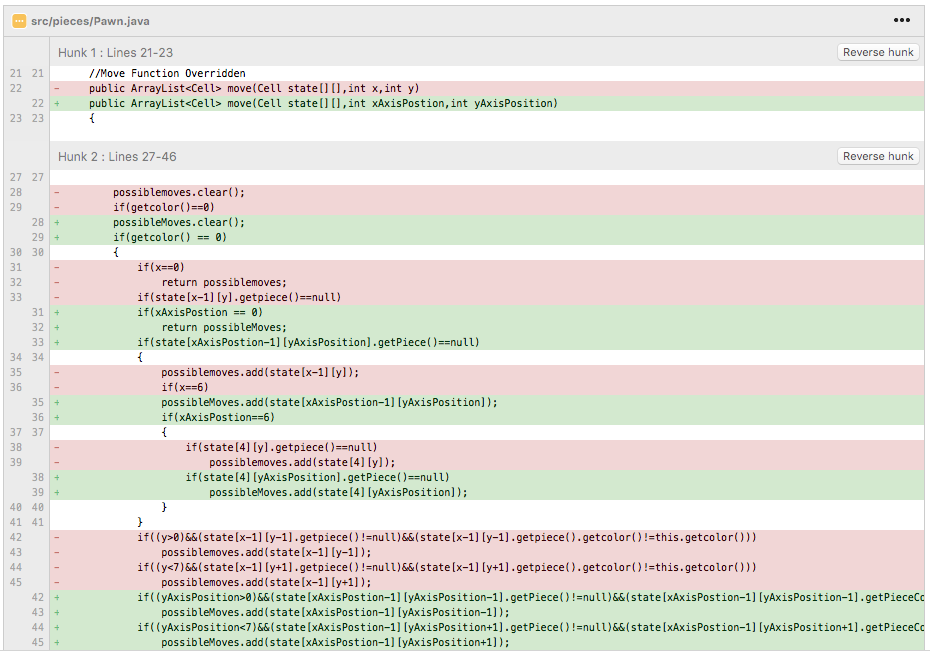 src/pieces/Pawn.java
Hunk 1 : Lines 21-23
Reverse hunk
21 21 //Move Function Overridden
22 - public ArrayList<Cell> move(Cell state[][],int x,int y)
22 + public ArrayList<Cell> move(Cell state[][],int xAxisPostion,int yAxisPosition)
23 23 {
Hunk 2 : Lines 27-46
Reverse hunk
27 27
28 - possiblemoves.clear();
29 - if(getcolor()==0)
28 + possibleMoves.clear();
29 + if(getcolor() == 0)
30 30 {
31 - if(x==0)
32 - return possiblemoves;
33 - if(state[x-1][y].getpiece()==null)
31 + if(xAxisPostion == 0)
32 + return possibleMoves;
33 + if(state[xAxisPostion-1][yAxisPosition].getPiece()==null)
34 34 {
35 - possiblemoves.add(state[x-1][y]);
36 - if(x==6)
35 + possibleMoves.add(state[xAxisPostion-1][yAxisPosition]);
36 + if(xAxisPostion==6)
37 37 {
38 - if(state[4][y].getpiece()==null)
39 - possiblemoves.add(state[4][y]);
38 + if(state[4][yAxisPosition].getPiece()==null)
39 + possibleMoves.add(state[4][yAxisPosition]);
40 40 }
41 41 }
42 - if((y>0)&&(state[x-1][y-1].getpiece()!=null)&&(state[x-1][y-1].getpiece().getcolor()!=this.getcolor()))
43 - possiblemoves.add(state[x-1][y-1]);
44 - if((y<7)&&(state[x-1][y+1].getpiece()!=null)&&(state[x-1][y+1].getpiece().getcolor()!=this.getcolor()))
45 - possiblemoves.add(state[x-1][y+1]);
42 + if((yAxisPosition>0)&&(state[xAxisPostion-1][yAxisPosition-1].getPiece()!=null)&&(state[xAxisPostion-1][yAxisPosition-1].getPieceCo
43 + possibleMoves.add(state[xAxisPostion-1][yAxisPosition-1]);
44 + if((yAxisPosition<7)&&(state[xAxisPostion-1][yAxisPosition+1].getPiece()!=null)&&(state[xAxisPostion-1][yAxisPosition+1].getPieceCo
45 + possibleMoves.add(state[xAxisPostion-1][yAxisPosition+1]);